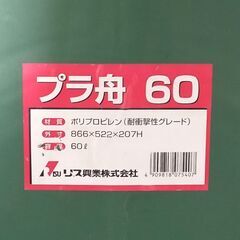 プラ舟 60
材質 ポリプロピレン(耐衝撃性グレード)
外寸 866×522×207H
容量 60ℓ
リス興業株式会社
4909818075407